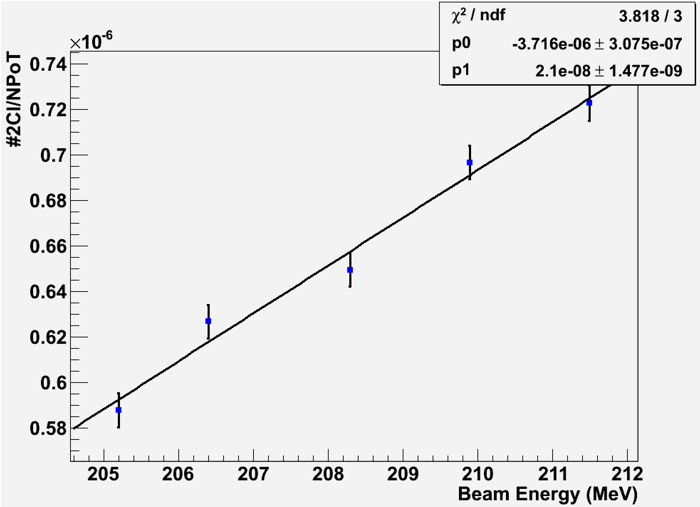 χ² / ndf 3.818 / 3
p0 -3.716e-06 ± 3.075e-07
p1 2.1e-08 ± 1.477e-09
×10⁻⁶
#2Cl/NPoT
0.74
0.72
0.7
0.68
0.66
0.64
0.62
0.6
0.58
205 206 207 208 209 210 211 212
Beam Energy (MeV)